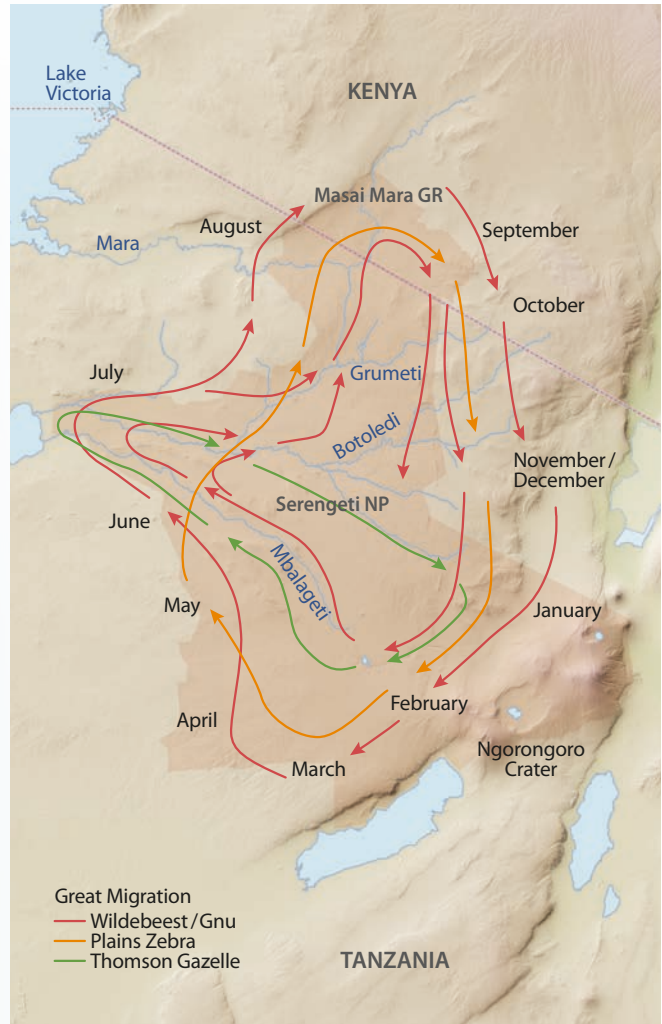 Lake
Victoria
KENYA
Masai Mara GR
August
September
Mara
October
July
Grumeti
Botoledi
November/
December
Serengeti NP
June
Mbalageti
May
January
February
April
March
Ngorongoro
Crater
Great Migration
Wildebeest/Gnu
Plains Zebra
Thomson Gazelle
TANZANIA